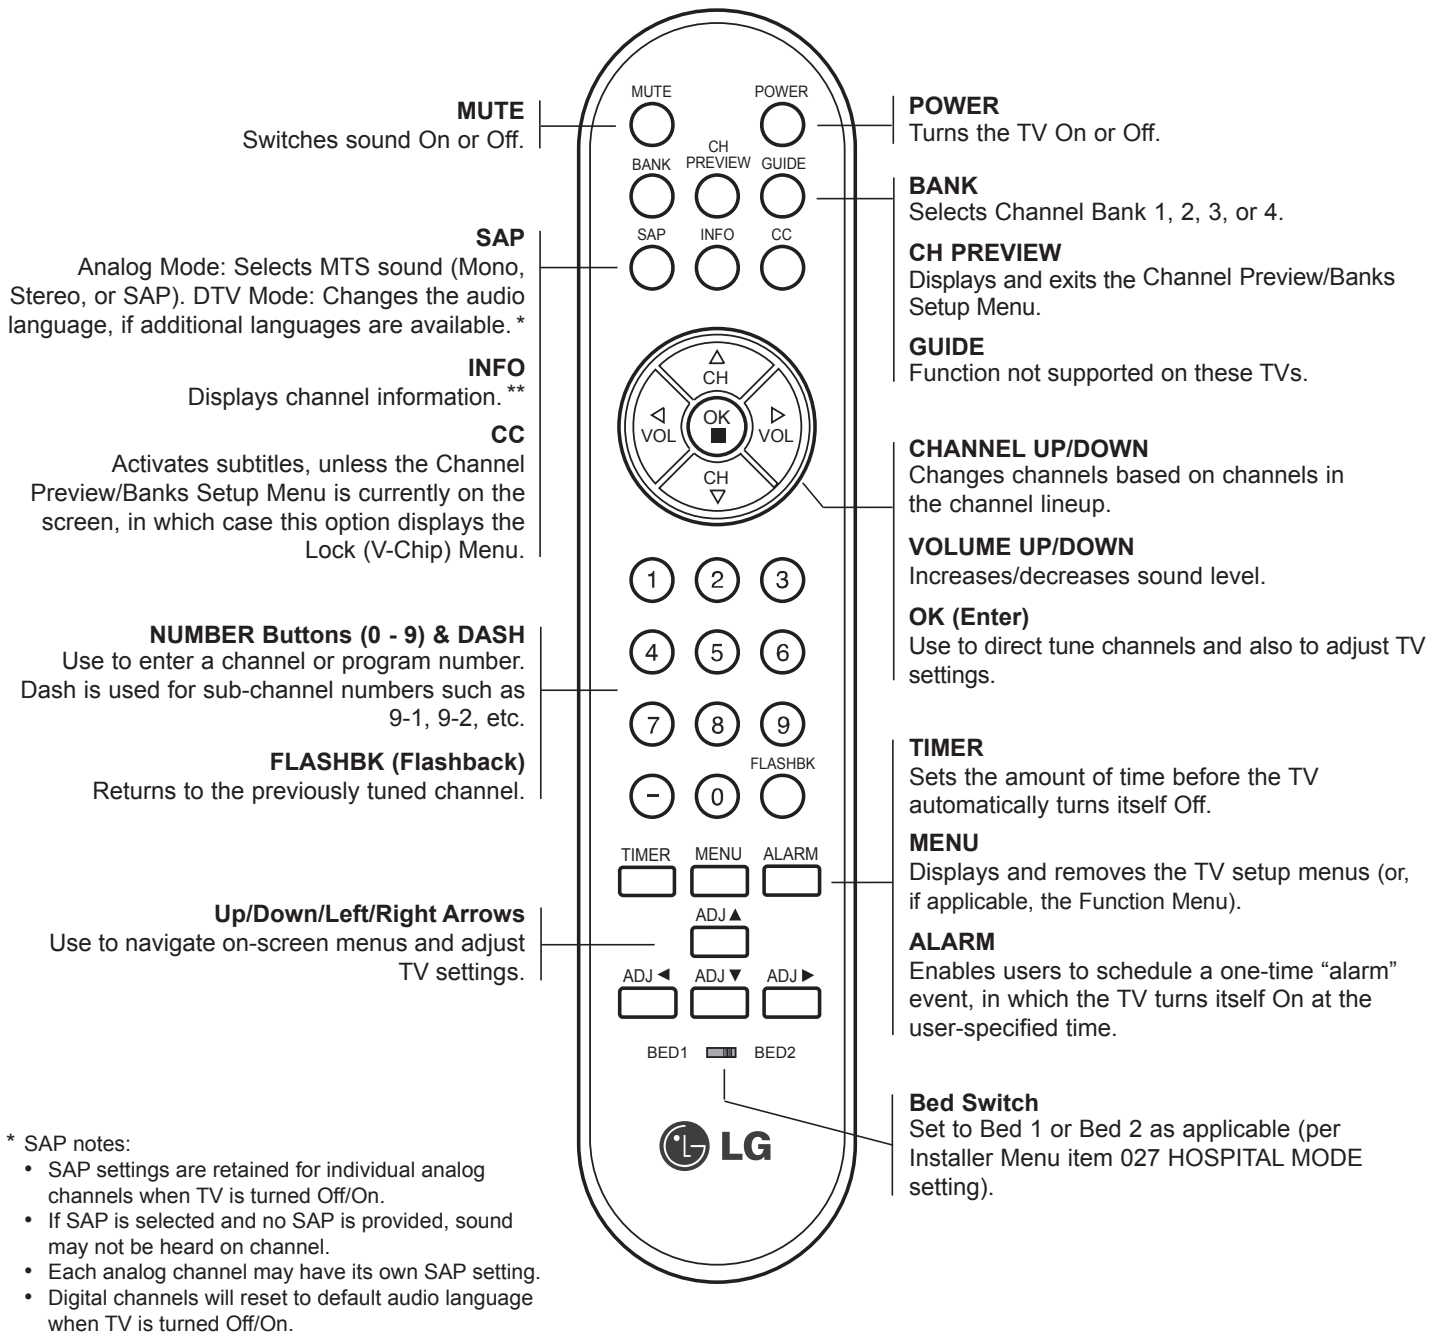 MUTE
Switches sound On or Off.
SAP
Analog Mode: Selects MTS sound (Mono,
Stereo, or SAP). DTV Mode: Changes the audio
language, if additional languages are available. *
INFO
Displays channel information. **
CC
Activates subtitles, unless the Channel
Preview/Banks Setup Menu is currently on the
screen, in which case this option displays the
Lock (V-Chip) Menu.
NUMBER Buttons (0 - 9) & DASH
Use to enter a channel or program number.
Dash is used for sub-channel numbers such as
9-1, 9-2, etc.
FLASHBK (Flashback)
Returns to the previously tuned channel.
Up/Down/Left/Right Arrows
Use to navigate on-screen menus and adjust
TV settings.
* SAP notes:
• SAP settings are retained for individual analog
channels when TV is turned Off/On.
• If SAP is selected and no SAP is provided, sound
may not be heard on channel.
• Each analog channel may have its own SAP setting.
• Digital channels will reset to default audio language
when TV is turned Off/On.
MUTE POWER
CH
BANK PREVIEW GUIDE
SAP INFO CC
△
CH
◁ OK ▷
VOL ■ VOL
CH
▽
1 2 3
4 5 6
7 8 9
FLASHBK
– 0
TIMER MENU ALARM
ADJ ▲
ADJ ◀ ADJ ▼ ADJ ▶
BED1 BED2
LG
POWER
Turns the TV On or Off.
BANK
Selects Channel Bank 1, 2, 3, or 4.
CH PREVIEW
Displays and exits the Channel Preview/Banks
Setup Menu.
GUIDE
Function not supported on these TVs.
CHANNEL UP/DOWN
Changes channels based on channels in
the channel lineup.
VOLUME UP/DOWN
Increases/decreases sound level.
OK (Enter)
Use to direct tune channels and also to adjust TV
settings.
TIMER
Sets the amount of time before the TV
automatically turns itself Off.
MENU
Displays and removes the TV setup menus (or,
if applicable, the Function Menu).
ALARM
Enables users to schedule a one-time “alarm”
event, in which the TV turns itself On at the
user-specified time.
Bed Switch
Set to Bed 1 or Bed 2 as applicable (per
Installer Menu item 027 HOSPITAL MODE
setting).